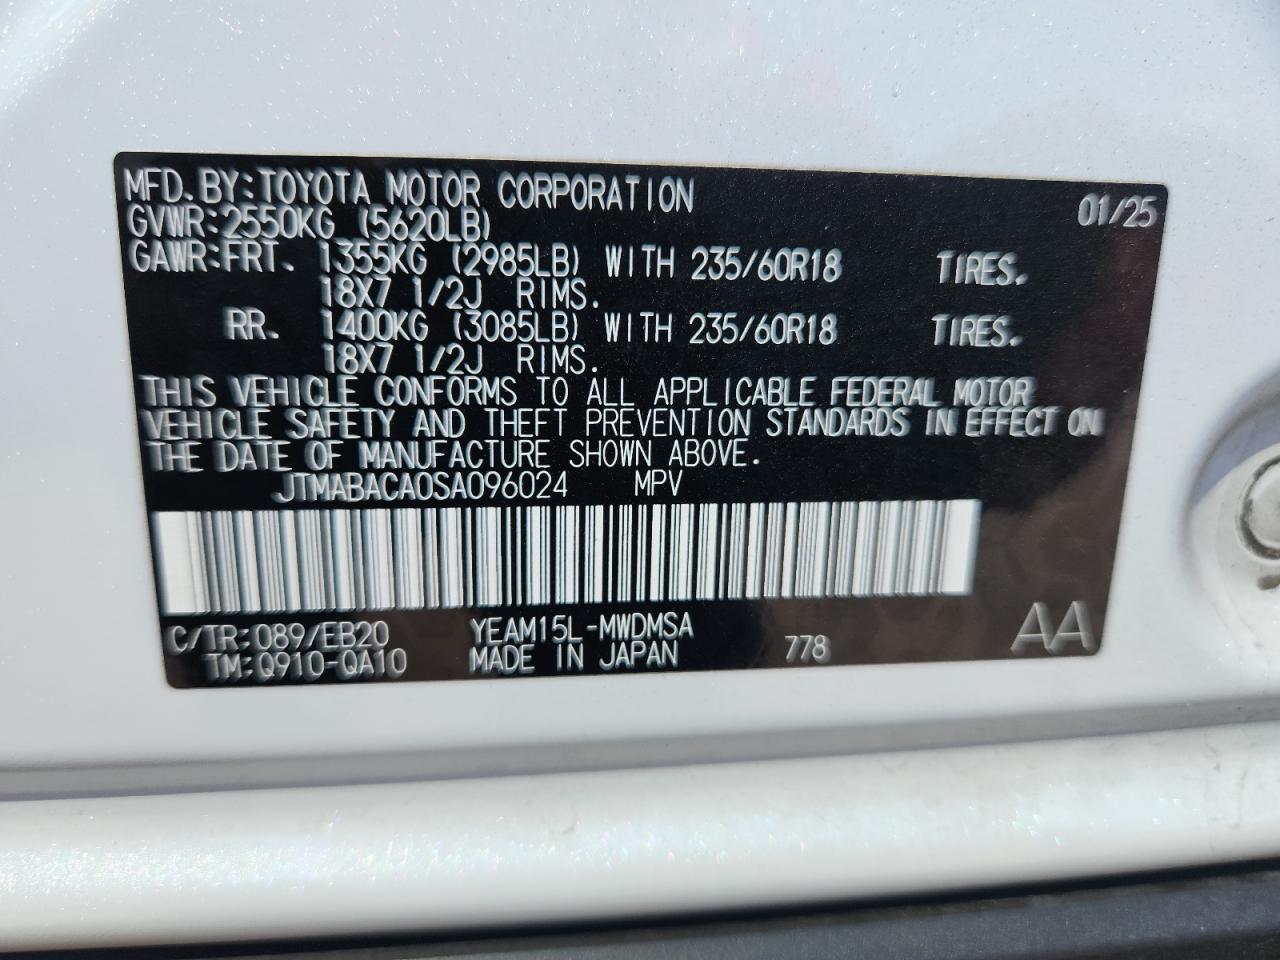 MFD. BY: TOYOTA MOTOR CORPORATION 01/25
GVWR: 2550KG (5620LB)
GAWR: FRT. 1355KG (2985LB) WITH 235/60R18 TIRES.
18X7 1/2J RIMS.
RR. 1400KG (3085LB) WITH 235/60R18 TIRES.
18X7 1/2J RIMS.
THIS VEHICLE CONFORMS TO ALL APPLICABLE FEDERAL MOTOR
VEHICLE SAFETY AND THEFT PREVENTION STANDARDS IN EFFECT ON
THE DATE OF MANUFACTURE SHOWN ABOVE.
JTMABACA0SA096024 MPV
C/TR: 089/EB20 YEAM15L-MWDMSA
TM: Q910-QA10 MADE IN JAPAN 778 AA